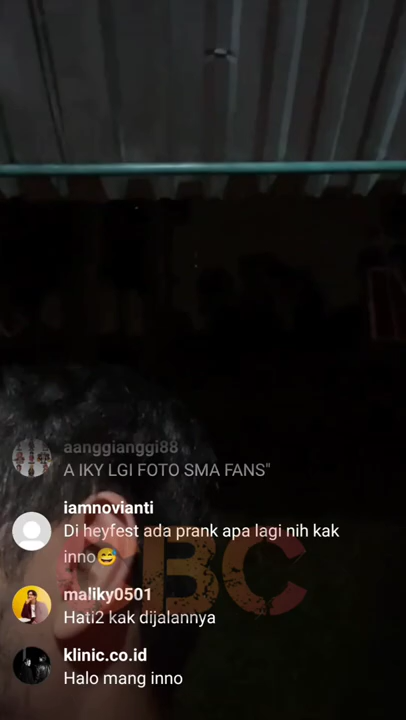 aanggianggi88
A IKY LGI FOTO SMA FANS"
iamnovianti
Di heyfest ada prank apa lagi nih kak
inno😅
maliky0501
Hati2 kak dijalannya
klinic.co.id
Halo mang inno